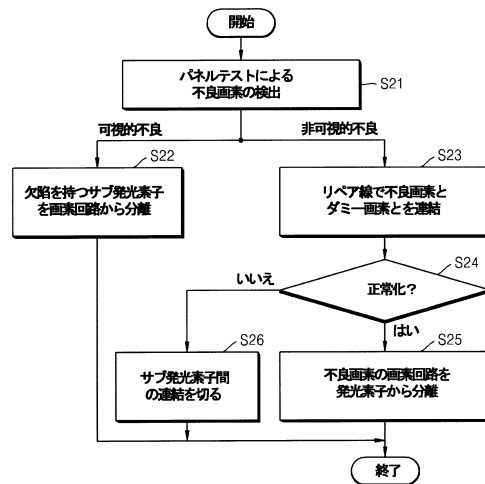 開始
パネルテストによる
不良画素の検出
S21
可視的不良
非可視的不良
S22
欠陥を持つサブ発光素子
を画素回路から分離
S23
リペア線で不良画素と
ダミー画素とを連結
S24
正常化？
いいえ
はい
S26
サブ発光素子間
の連結を切る
S25
不良画素の画素回路を
発光素子から分離
終了